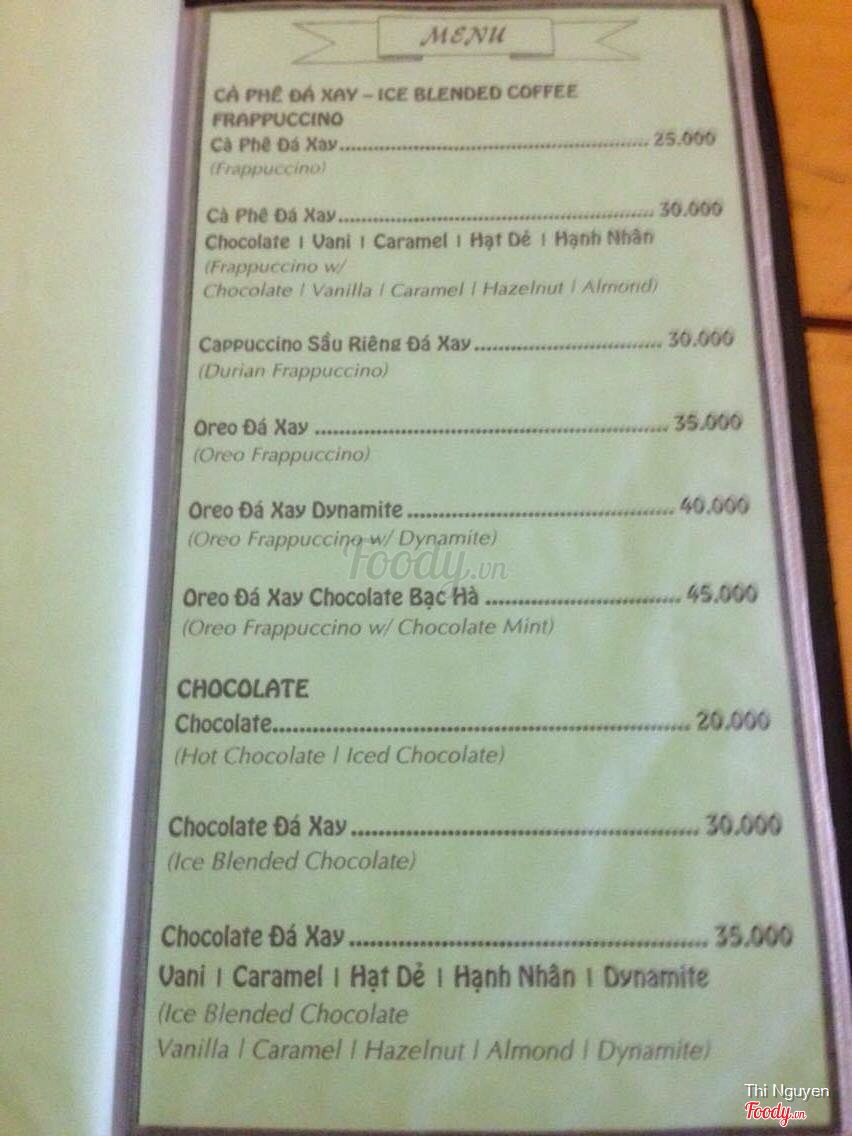 MENU
CÀ PHÊ ĐÁ XAY – ICE BLENDED COFFEE
FRAPPUCCINO
Cà Phê Đá Xay.......................................................... 25.000
(Frappuccino)
Cà Phê Đá Xay.......................................................... 30.000
Chocolate | Vani | Caramel | Hạt Dẻ | Hạnh Nhân
(Frappuccino w/
Chocolate | Vanilla | Caramel | Hazelnut | Almond)
Cappuccino Sầu Riêng Đá Xay ................................. 30.000
(Durian Frappuccino)
Oreo Đá Xay ............................................................. 35.000
(Oreo Frappuccino)
Oreo Đá Xay Dynamite ............................................. 40.000
(Oreo Frappuccino w/ Dynamite)
Foody.vn
Oreo Đá Xay Chocolate Bạc Hà ................................ 45.000
(Oreo Frappuccino w/ Chocolate Mint)
CHOCOLATE
Chocolate.................................................................. 20.000
(Hot Chocolate | Iced Chocolate)
Chocolate Đá Xay ..................................................... 30.000
(Ice Blended Chocolate)
Chocolate Đá Xay ..................................................... 35.000
Vani | Caramel | Hạt Dẻ | Hạnh Nhân | Dynamite
(Ice Blended Chocolate
Vanilla | Caramel | Hazelnut | Almond | Dynamite)
Thi Nguyen
Foody.vn